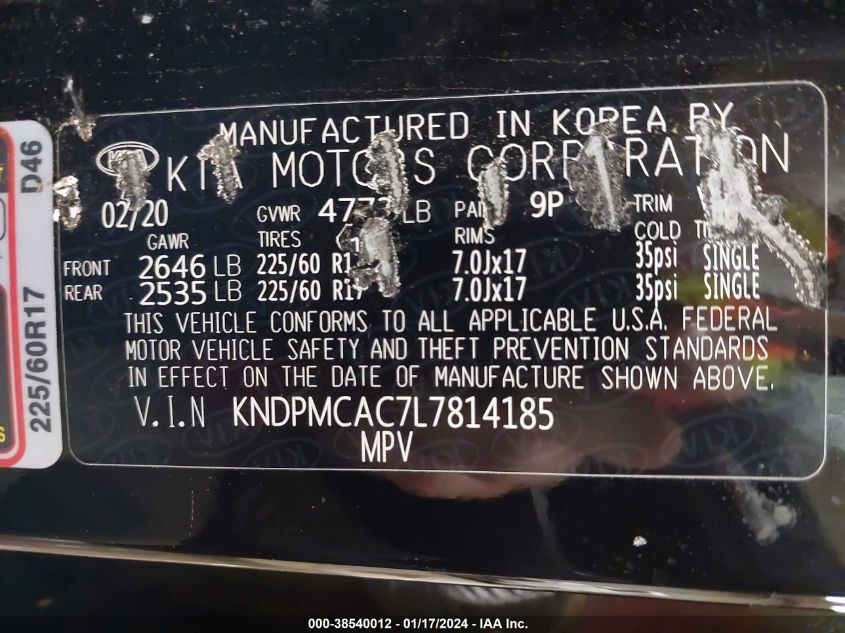 MANUFACTURED IN KOREA BY
KIA KIA MOTORS CORPORATION
02/20 GVWR LB 9P TRIM
GAWR TIRES RIMS COLD
FRONT 2646 LB 225/60 7.0Jx17 35psi SINGLE
REAR 2535 LB 225/60 R17 7.0Jx17 35psi SINGLE
THIS VEHICLE CONFORMS TO ALL APPLICABLE U.S.A. FEDERAL
MOTOR VEHICLE SAFETY AND THEFT PREVENTION STANDARDS
IN EFFECT ON THE DATE OF MANUFACTURE SHOWN ABOVE.
V.I.N KNDPMCAC7L7814185
MPV
D46
225/60R17
000-38540012 - 01/17/2024 - IAA Inc.